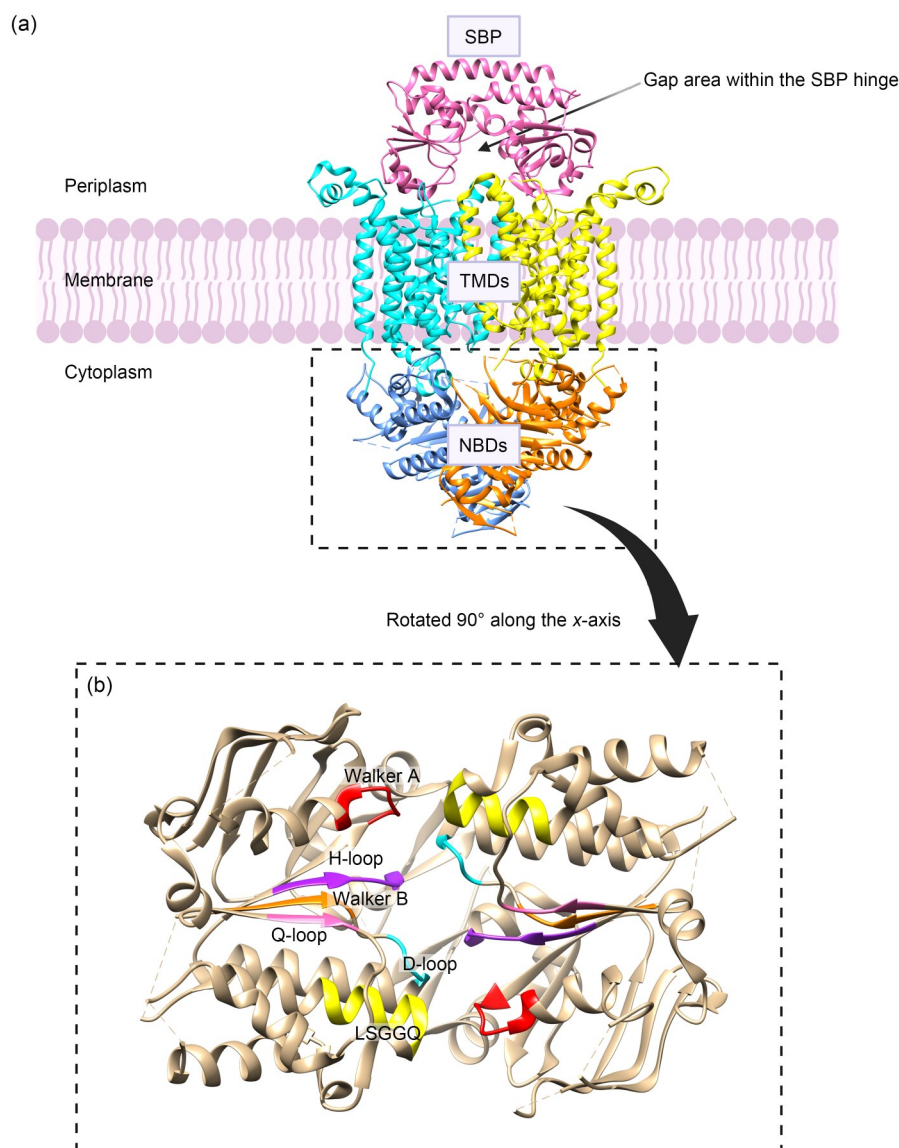 (a)
SBP
Gap area within the SBP hinge
Periplasm
Membrane
TMDs
Cytoplasm
NBDs
Rotated 90° along the x-axis
(b)
Walker A
H-loop
Walker B
Q-loop
D-loop
LSGGQ